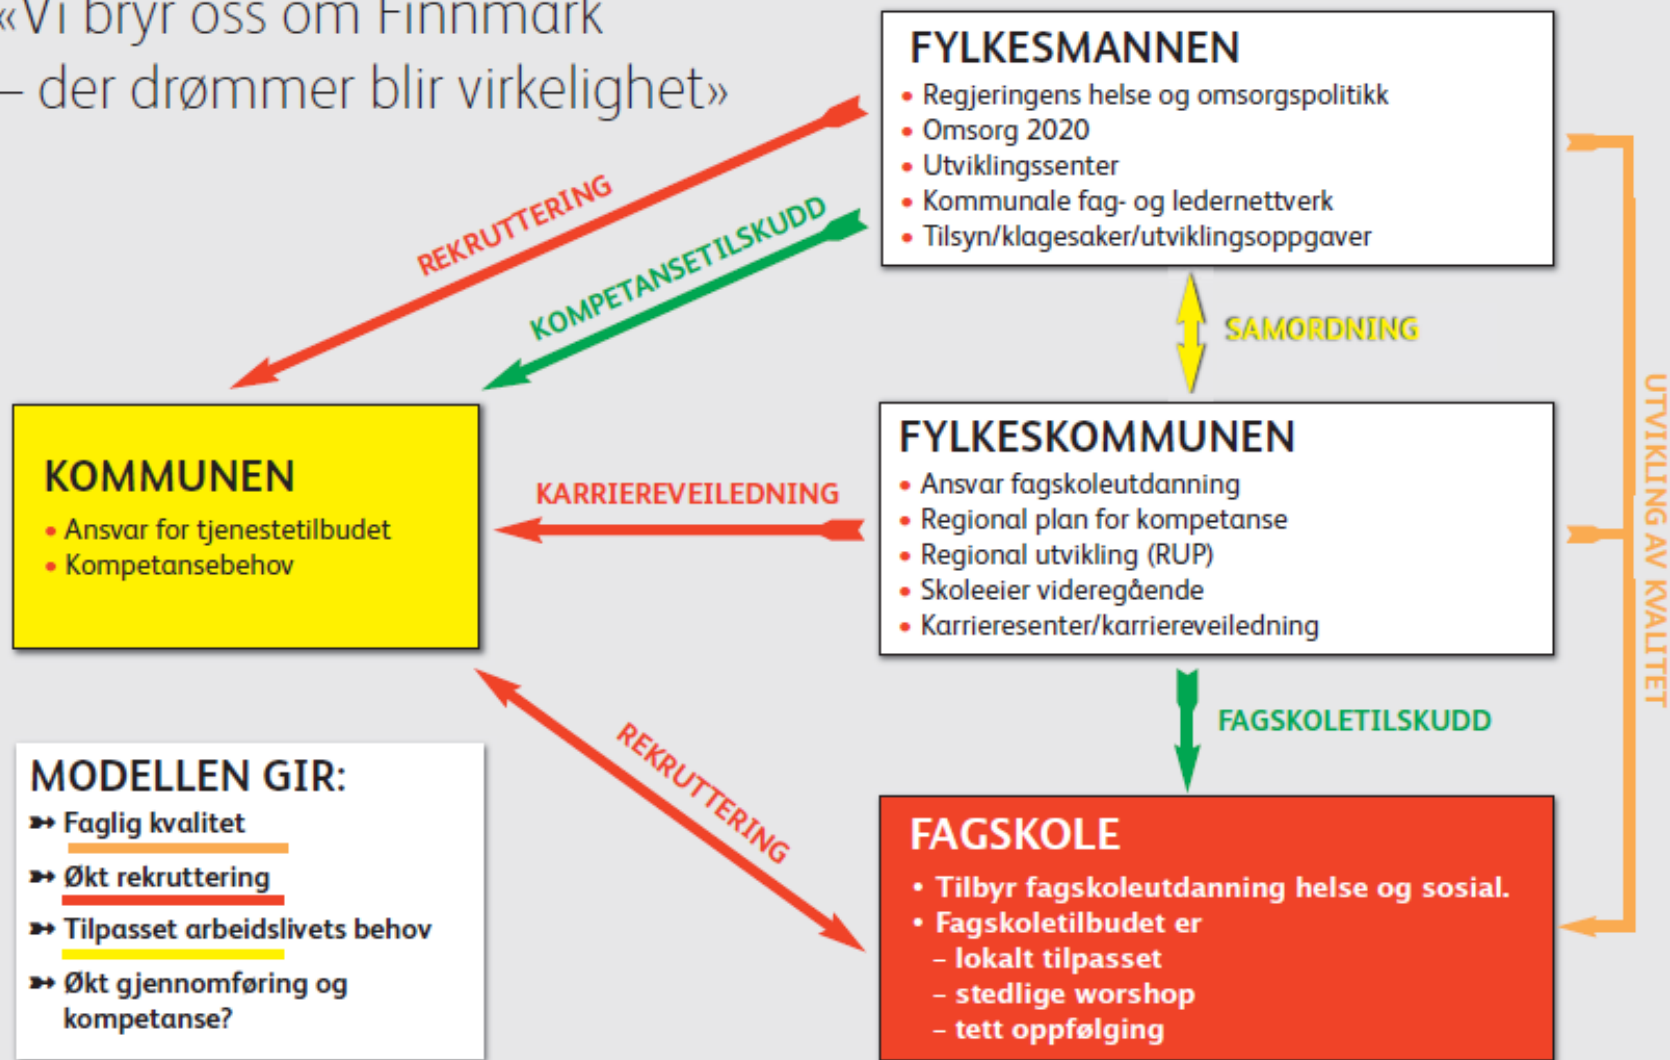 «Vi bryr oss om Finnmark
– der drømmer blir virkelighet»
FYLKESMANNEN
• Regjeringens helse og omsorgspolitikk
• Omsorg 2020
• Utviklingssenter
• Kommunale fag- og ledernettverk
• Tilsyn/klagesaker/utviklingsoppgaver
REKRUTTERING
KOMPETANSETILSKUDD
SAMORDNING
UTVIKLING AV KVALITET
KOMMUNEN
• Ansvar for tjenestetilbudet
• Kompetansebehov
KARRIEREVEILEDNING
FYLKESKOMMUNEN
• Ansvar fagskoleutdanning
• Regional plan for kompetanse
• Regional utvikling (RUP)
• Skoleeier videregående
• Karrieresenter/karriereveiledning
REKRUTTERING
FAGSKOLETILSKUDD
MODELLEN GIR:
➳ Faglig kvalitet
➳ Økt rekruttering
➳ Tilpasset arbeidslivets behov
➳ Økt gjennomføring og
kompetanse?
FAGSKOLE
• Tilbyr fagskoleutdanning helse og sosial.
• Fagskoletilbudet er
– lokalt tilpasset
– stedlige worshop
– tett oppfølging